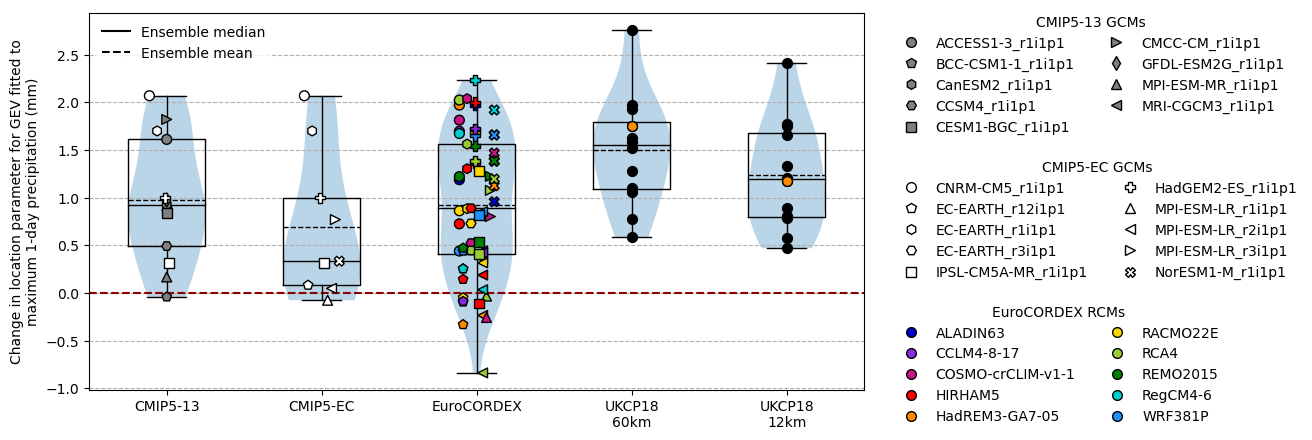 Change in location parameter for GEV fitted to
maximum 1-day precipitation (mm)
Ensemble median
Ensemble mean
2.5
2.0
1.5
1.0
0.5
0.0
−0.5
−1.0
CMIP5-13
CMIP5-EC
EuroCORDEX
UKCP18
60km
UKCP18
12km
CMIP5-13 GCMs
ACCESS1-3_r1i1p1
BCC-CSM1-1_r1i1p1
CanESM2_r1i1p1
CCSM4_r1i1p1
CESM1-BGC_r1i1p1
CMCC-CM_r1i1p1
GFDL-ESM2G_r1i1p1
MPI-ESM-MR_r1i1p1
MRI-CGCM3_r1i1p1
CMIP5-EC GCMs
CNRM-CM5_r1i1p1
EC-EARTH_r12i1p1
EC-EARTH_r1i1p1
EC-EARTH_r3i1p1
IPSL-CM5A-MR_r1i1p1
HadGEM2-ES_r1i1p1
MPI-ESM-LR_r1i1p1
MPI-ESM-LR_r2i1p1
MPI-ESM-LR_r3i1p1
NorESM1-M_r1i1p1
EuroCORDEX RCMs
ALADIN63
CCLM4-8-17
COSMO-crCLIM-v1-1
HIRHAM5
HadREM3-GA7-05
RACMO22E
RCA4
REMO2015
RegCM4-6
WRF381P